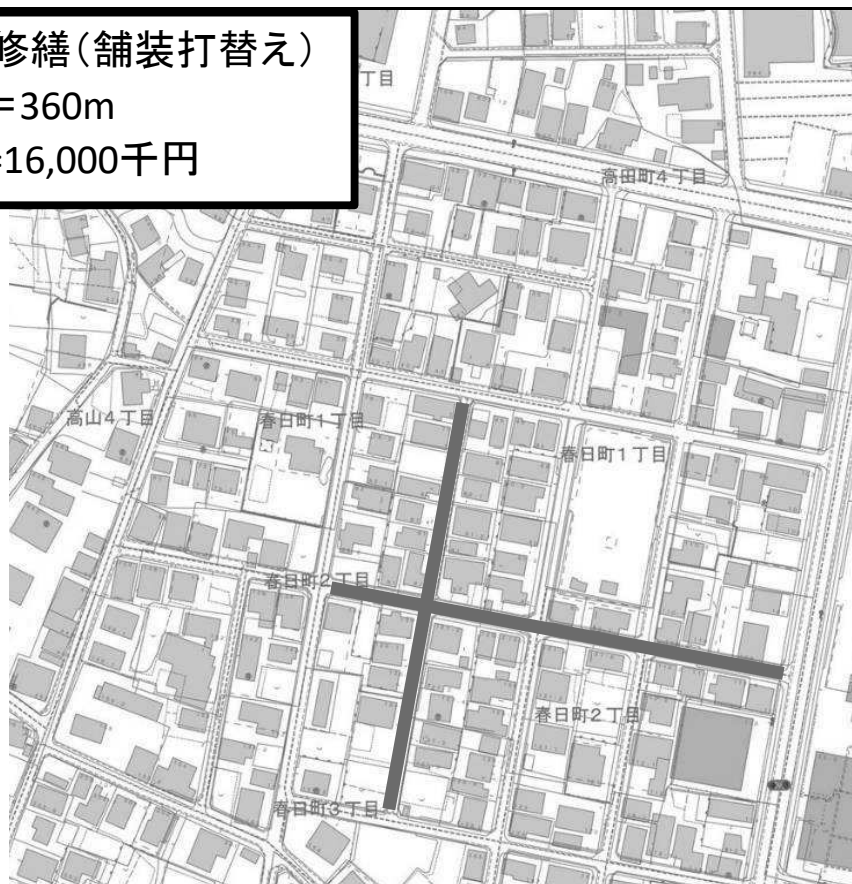 修繕（舗装打替え）
=360m
=16,000千円
丁目
高田町４丁目
高山４丁目
春日町１丁目
春日町１丁目
春日町２丁目
春日町２丁目
春日町３丁目